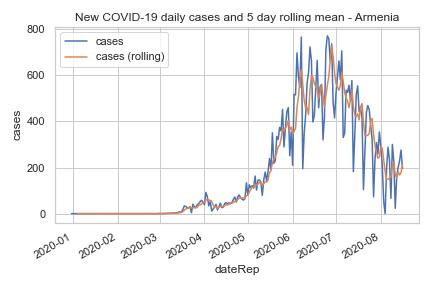 New COVID-19 daily cases and 5 day rolling mean - Armenia
cases
cases (rolling)
800
600
400
200
0
cases
2020-01
2020-02
2020-03
2020-04
2020-05
2020-06
2020-07
2020-08
dateRep